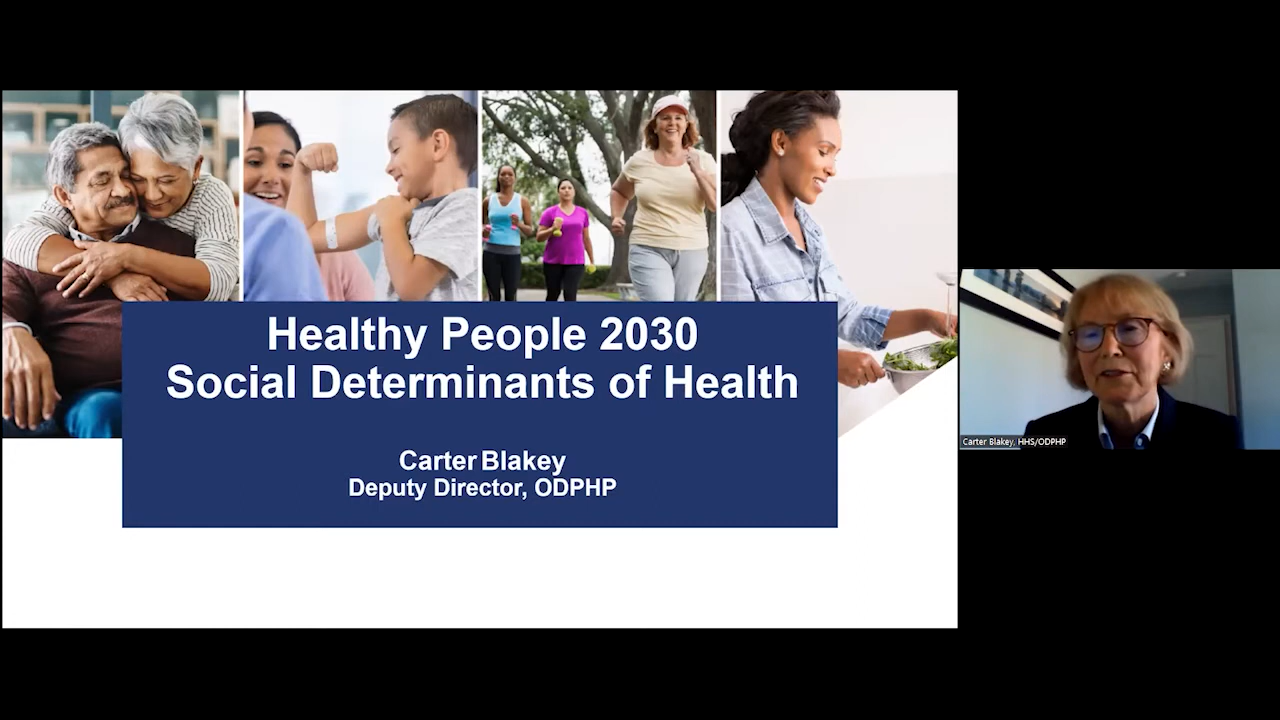 Healthy People 2030
Social Determinants of Health
Carter Blakey
Deputy Director, ODPHP
Carter Blakey, HHS/ODPHP